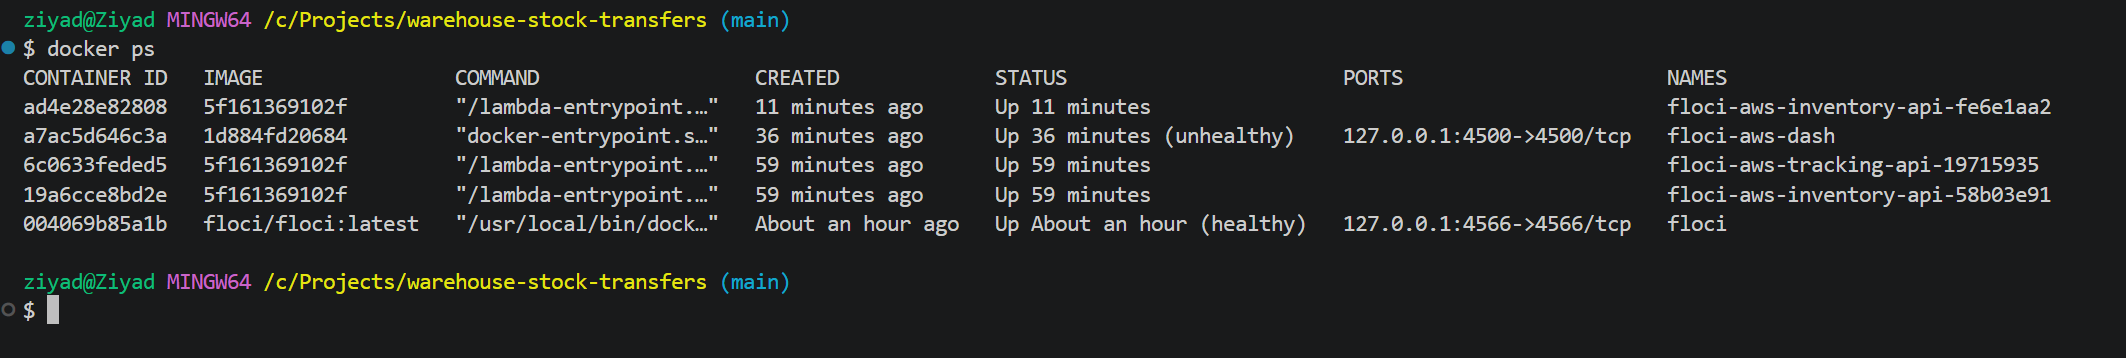 ziyad@Ziyad MINGW64 /c/Projects/warehouse-stock-transfers (main)
$ docker ps
CONTAINER ID   IMAGE                COMMAND                  CREATED             STATUS                       PORTS                      NAMES
ad4e28e82808   5f161369102f         "/lambda-entrypoint.…"   11 minutes ago      Up 11 minutes                                           floci-aws-inventory-api-fe6e1aa2
a7ac5d646c3a   1d884fd20684         "docker-entrypoint.s…"   36 minutes ago      Up 36 minutes (unhealthy)    127.0.0.1:4500->4500/tcp   floci-aws-dash
6c0633feded5   5f161369102f         "/lambda-entrypoint.…"   59 minutes ago      Up 59 minutes                                           floci-aws-tracking-api-19715935
19a6cce8bd2e   5f161369102f         "/lambda-entrypoint.…"   59 minutes ago      Up 59 minutes                                           floci-aws-inventory-api-58b03e91
004069b85a1b   floci/floci:latest   "/usr/local/bin/dock…"   About an hour ago   Up About an hour (healthy)   127.0.0.1:4566->4566/tcp   floci
ziyad@Ziyad MINGW64 /c/Projects/warehouse-stock-transfers (main)
$